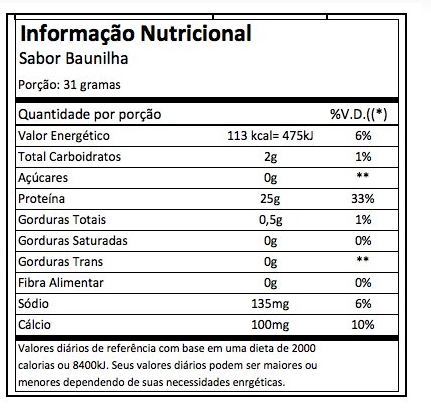 Informação Nutricional
Sabor Baunilha
Porção: 31 gramas
Quantidade por porção %V.D.((*)
Valor Energético 113 kcal= 475kJ 6%
Total Carboidratos 2g 1%
Açúcares 0g **
Proteína 25g 33%
Gorduras Totais 0,5g 1%
Gorduras Saturadas 0g 0%
Gorduras Trans 0g **
Fibra Alimentar 0g 0%
Sódio 135mg 6%
Cálcio 100mg 10%
Valores diários de referência com base em uma dieta de 2000
calorias ou 8400kJ. Seus valores diários podem ser maiores ou
menores dependendo de suas necessidades enrgéticas.